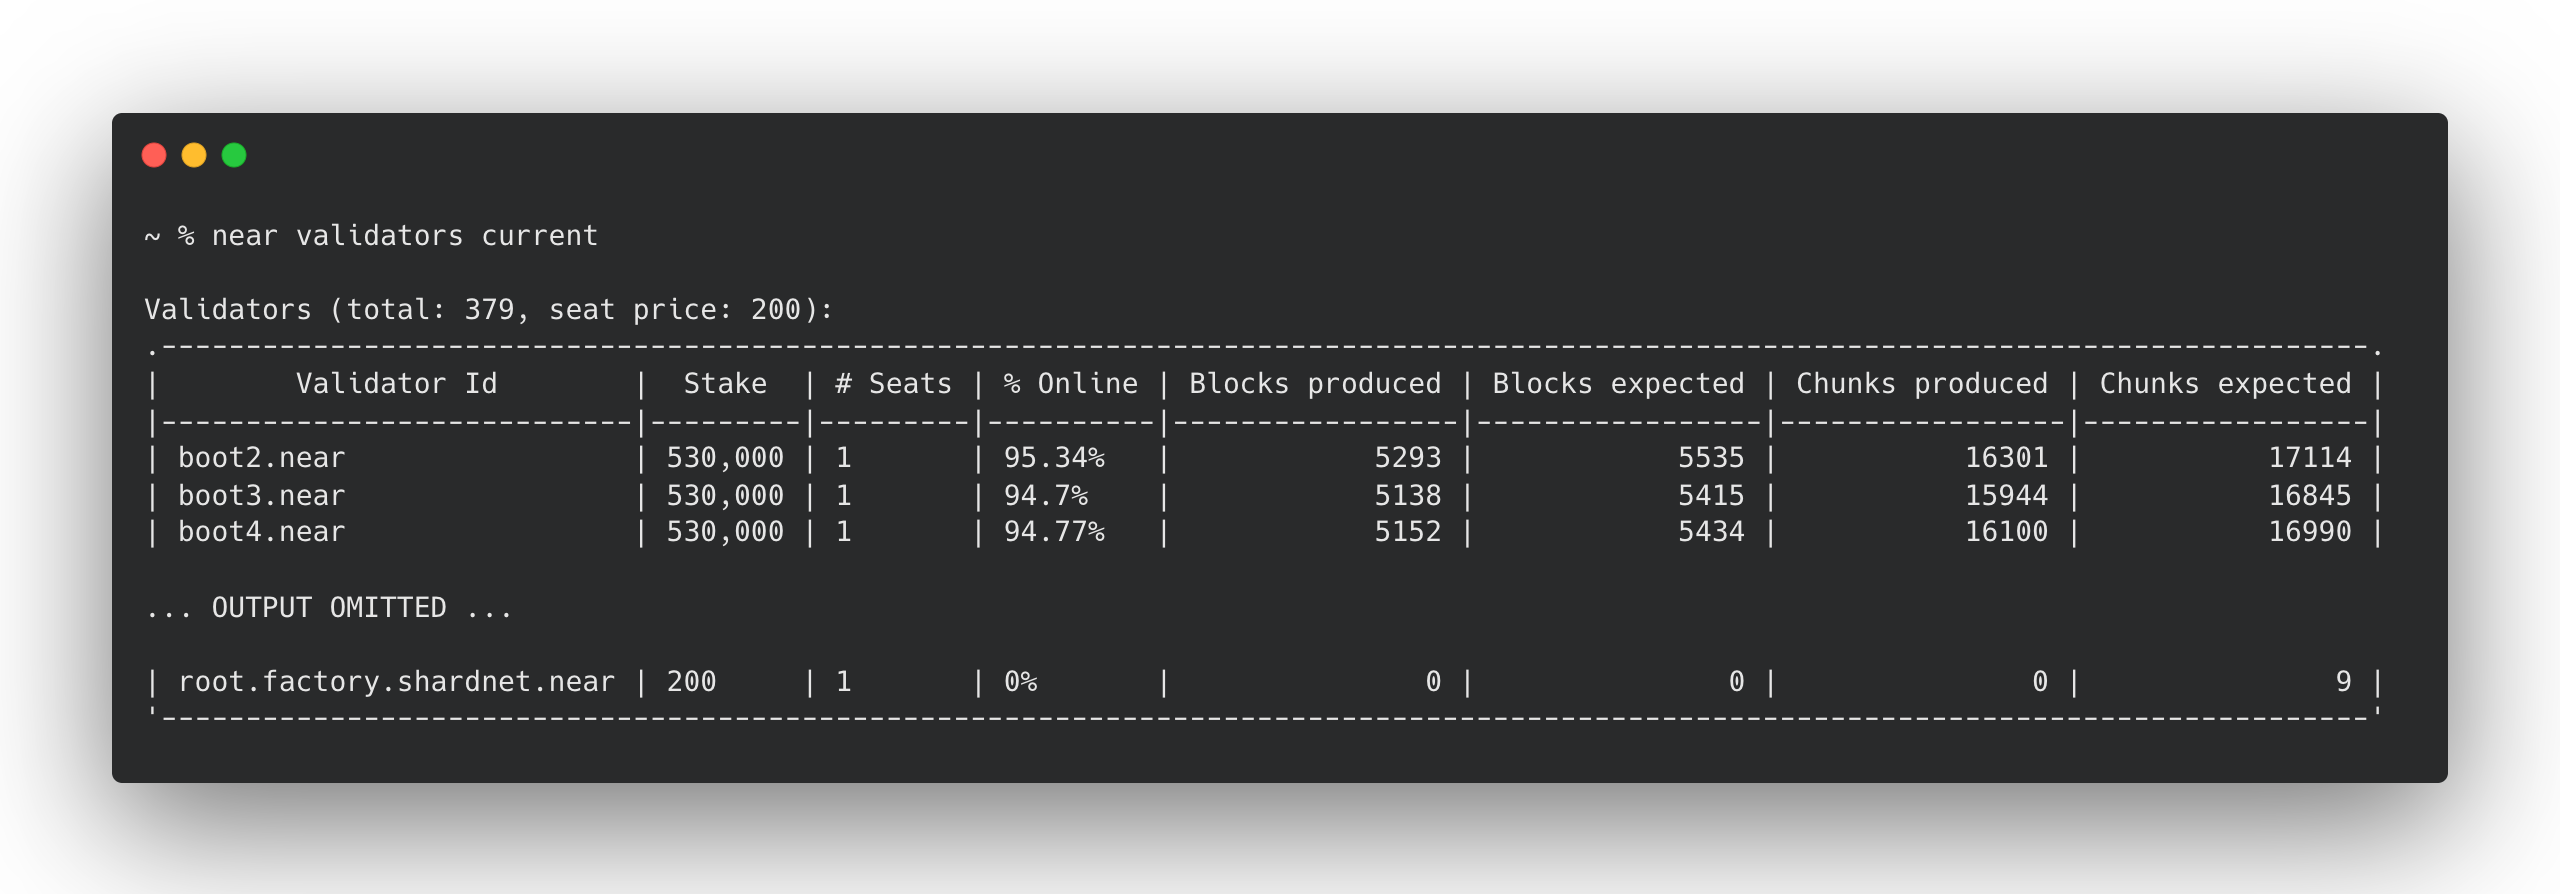 ~ % near validators current
Validators (total: 379, seat price: 200):
.-----------------------------------------------------------------------------------------------------------------------------------.
|        Validator Id        |  Stake  | # Seats | % Online | Blocks produced | Blocks expected | Chunks produced | Chunks expected |
|----------------------------|---------|---------|----------|-----------------|-----------------|-----------------|-----------------|
| boot2.near                 | 530,000 | 1       | 95.34%   |            5293 |            5535 |           16301 |           17114 |
| boot3.near                 | 530,000 | 1       | 94.7%    |            5138 |            5415 |           15944 |           16845 |
| boot4.near                 | 530,000 | 1       | 94.77%   |            5152 |            5434 |           16100 |           16990 |
... OUTPUT OMITTED ...
| root.factory.shardnet.near | 200     | 1       | 0%       |               0 |               0 |               0 |               9 |
'-----------------------------------------------------------------------------------------------------------------------------------'